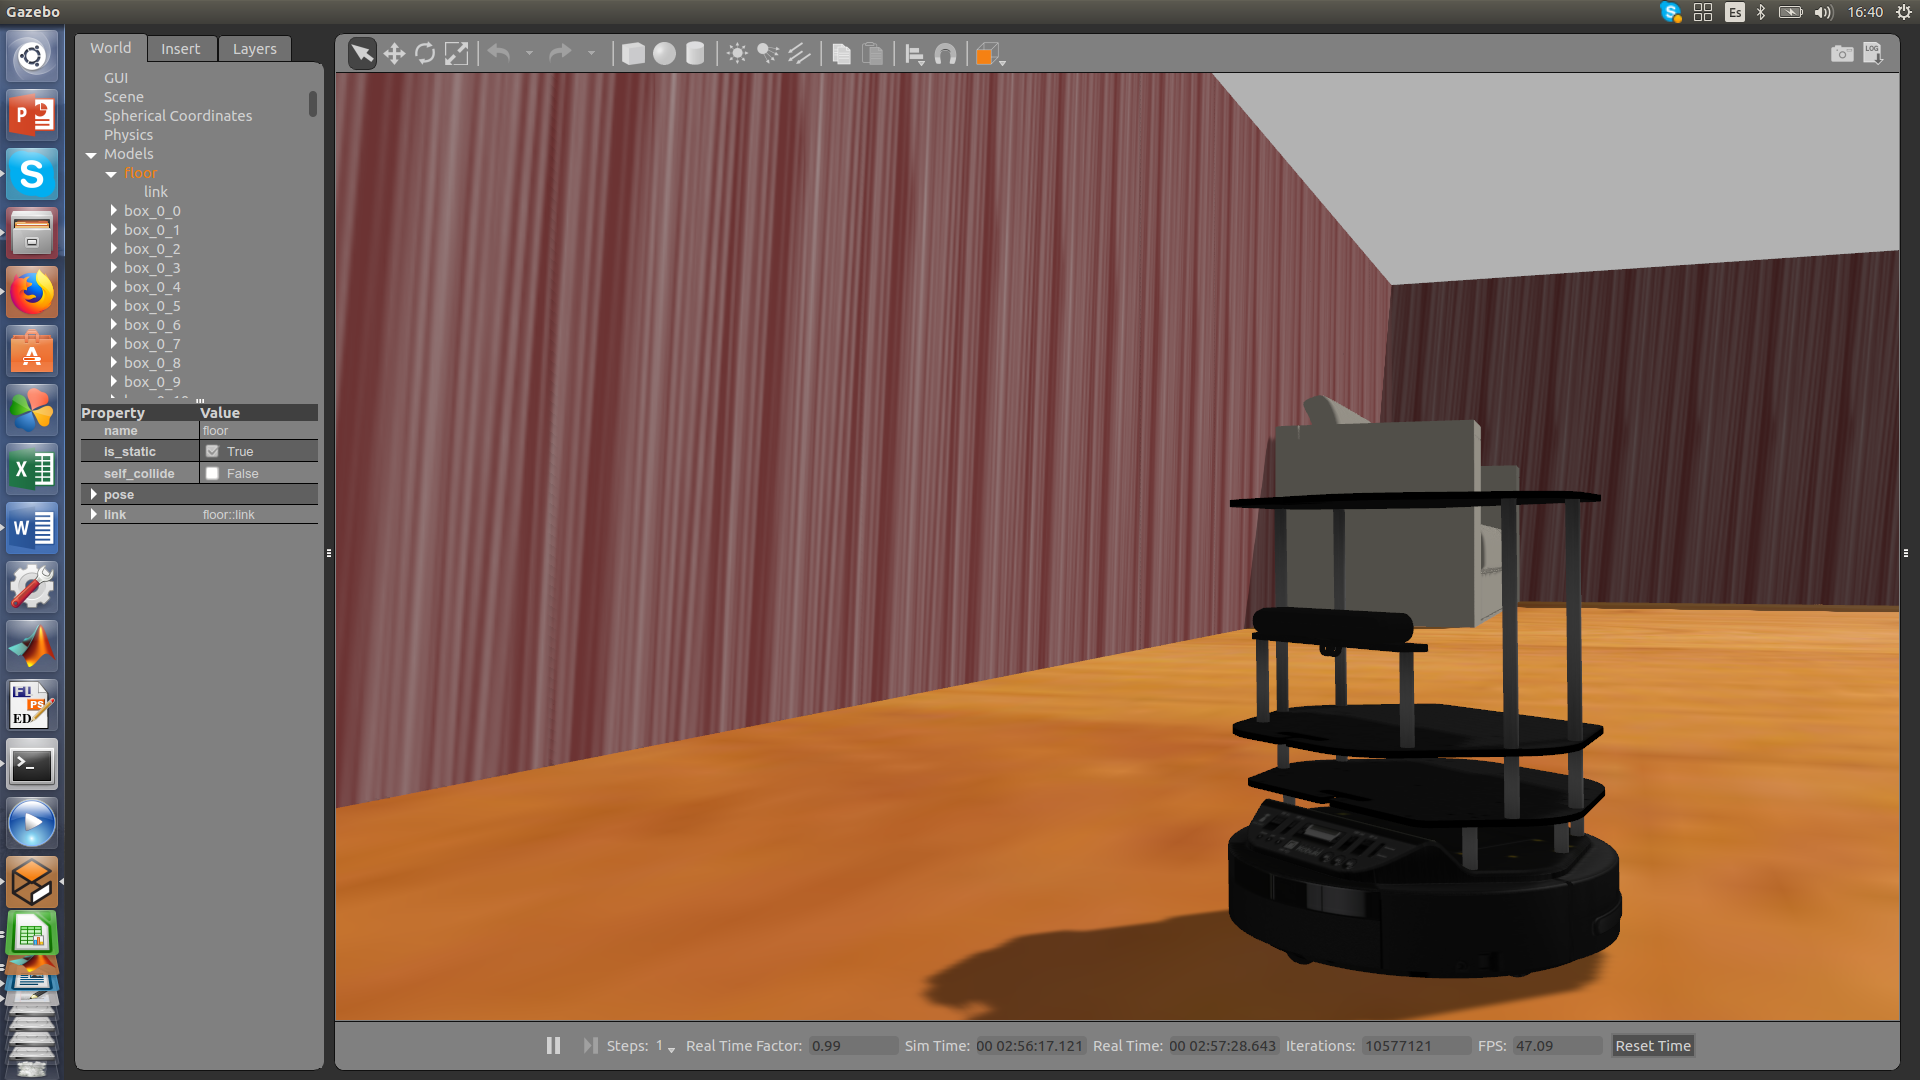 Gazebo
Es
16:40
World
Insert
Layers
GUI
Scene
Spherical Coordinates
Physics
Models
floor
link
box_0_0
box_0_1
box_0_2
box_0_3
box_0_4
box_0_5
box_0_6
box_0_7
box_0_8
box_0_9
Property Value
name floor
is_static True
self_collide False
pose
link floor::link
LOG
Steps: 1 Real Time Factor: 0.99 Sim Time: 00 02:56:17.121 Real Time: 00 02:57:28.643 Iterations: 10577121 FPS: 47.09 Reset Time